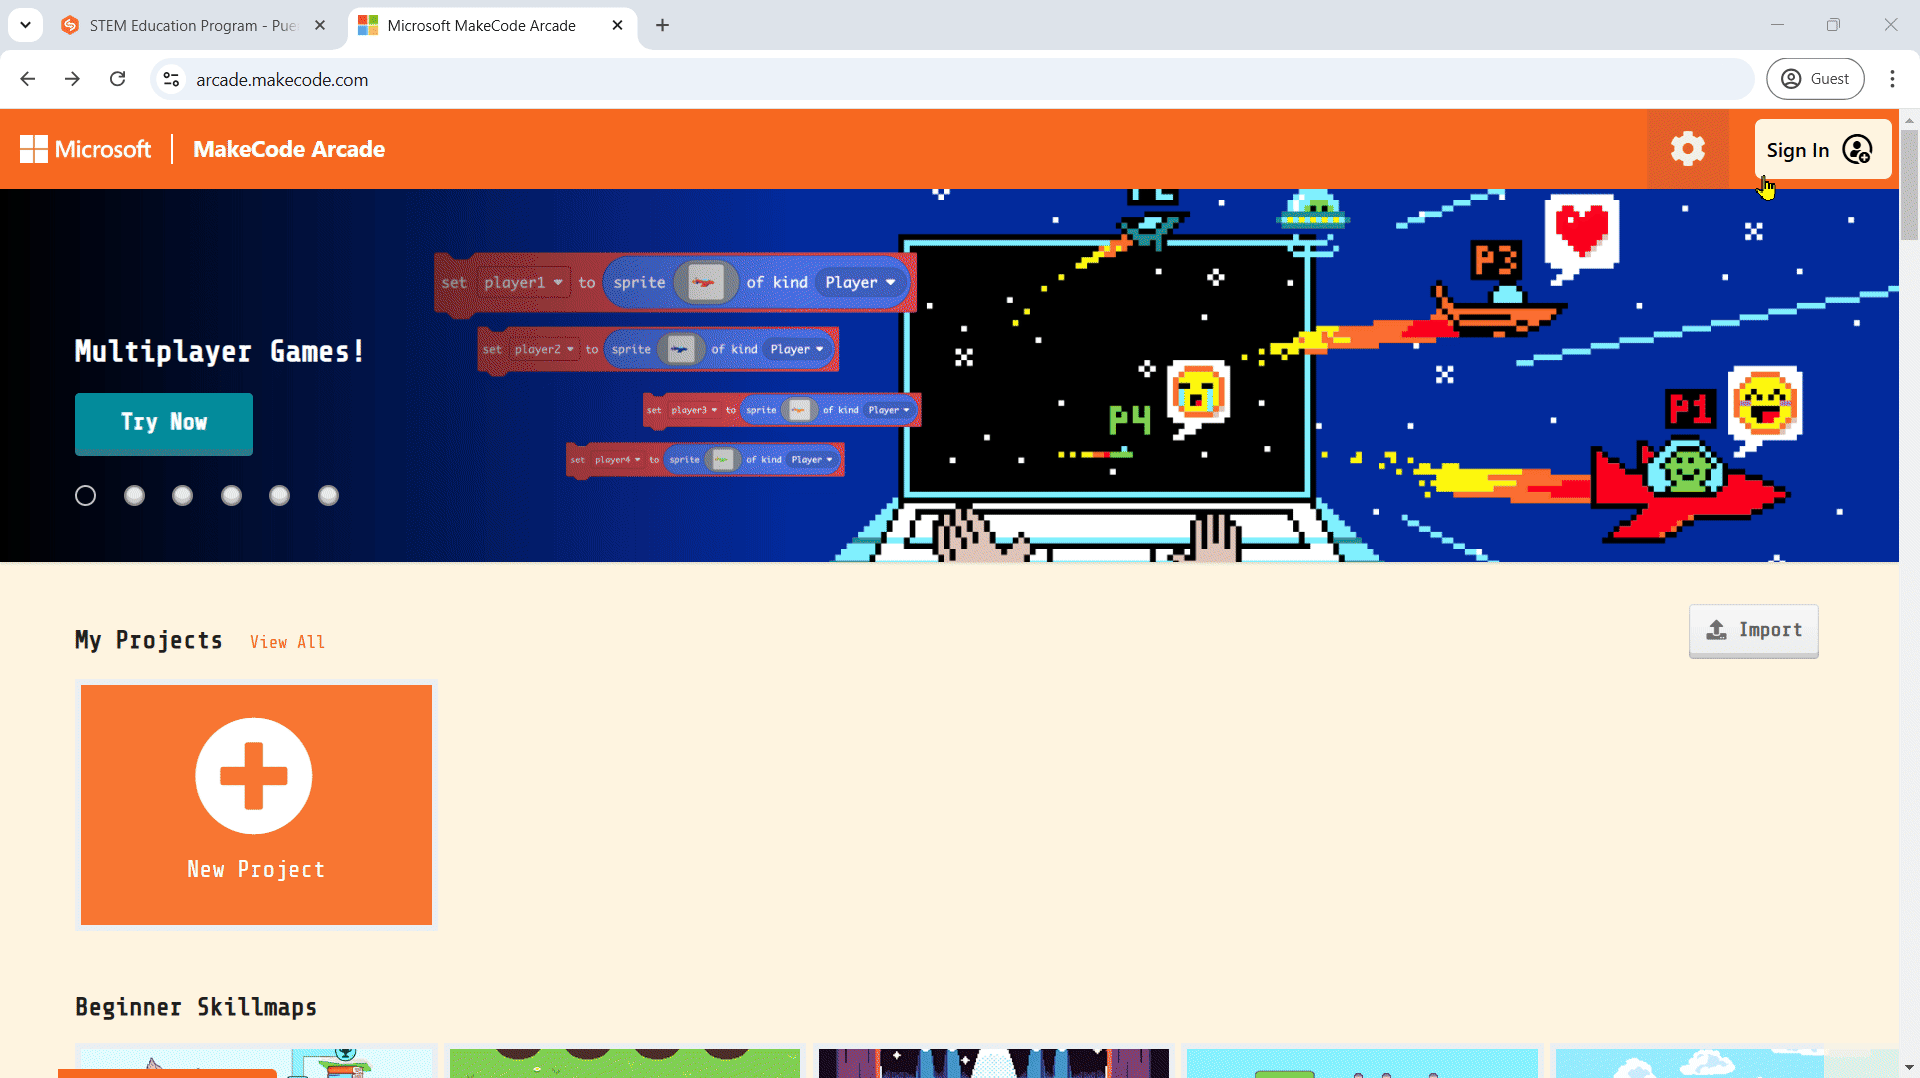 STEM Education Program - Pue
Microsoft MakeCode Arcade
arcade.makecode.com
Guest
Microsoft
MakeCode Arcade
Sign In
set player1 to sprite of kind Player
set player2 to sprite of kind Player
set player3 to sprite of kind Player
set player4 to sprite of kind Player
P3
P4
P1
Multiplayer Games!
Try Now
My Projects
View All
Import
New Project
Beginner Skillmaps